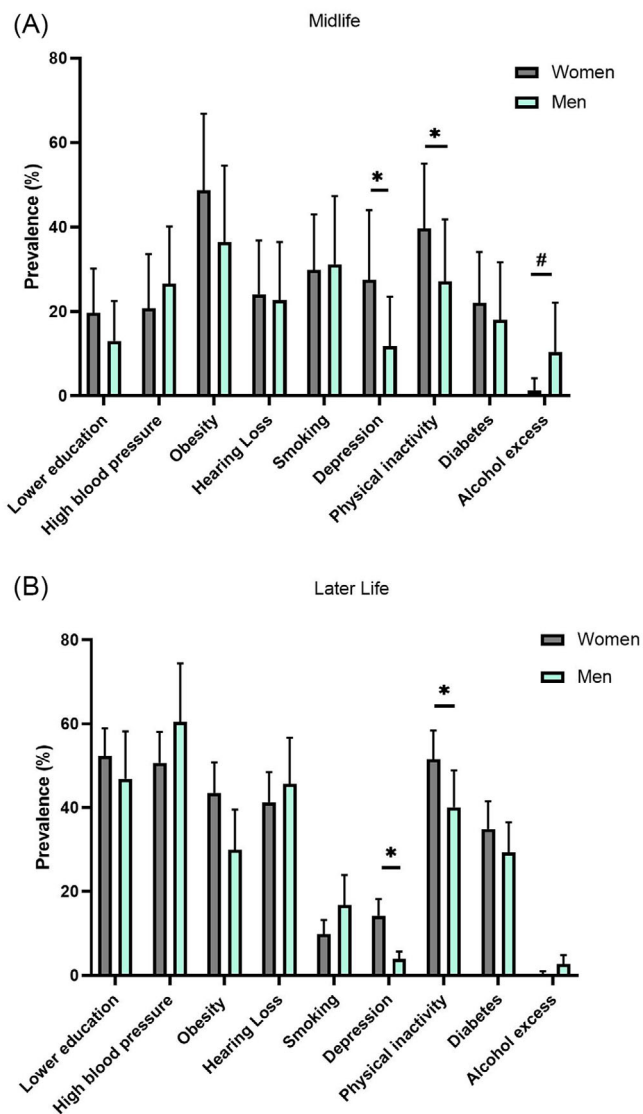 (A)
Midlife
Women
Men
Prevalence (%)
80
60
40
20
0
*
*
#
Lower education
High blood pressure
Obesity
Hearing Loss
Smoking
Depression
Physical inactivity
Diabetes
Alcohol excess
(B)
Later Life
Women
Men
Prevalence (%)
80
60
40
20
0
*
*
Lower education
High blood pressure
Obesity
Hearing Loss
Smoking
Depression
Physical inactivity
Diabetes
Alcohol excess